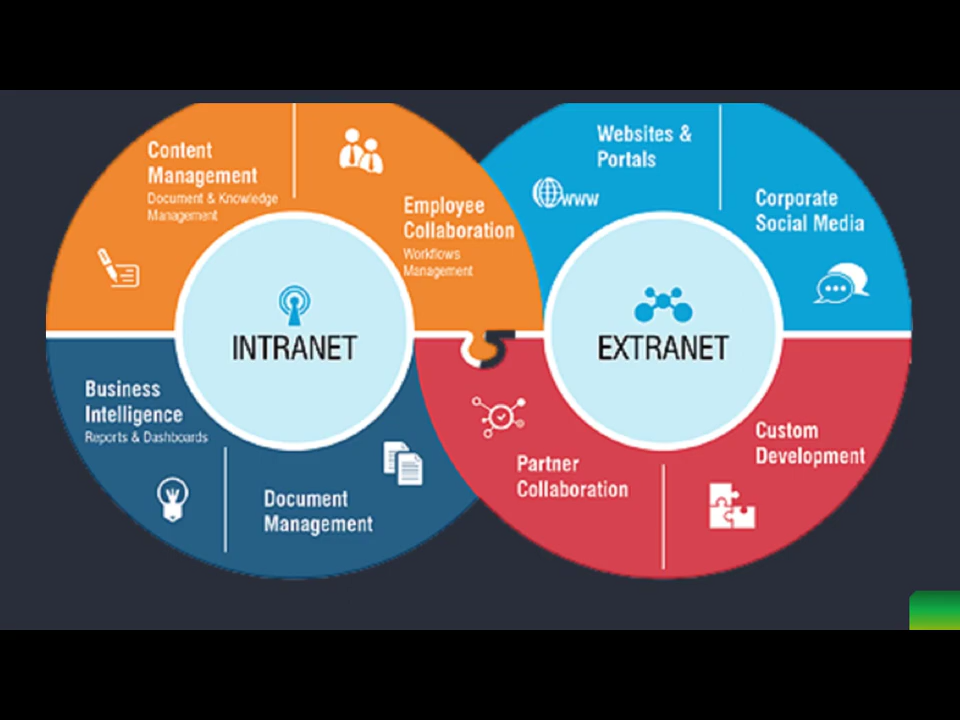 Content
Management
Document & Knowledge
Management
Employee
Collaboration
Workflows
Management
INTRANET
Business
Intelligence
Reports & Dashboards
Document
Management
Websites &
Portals
www
Corporate
Social Media
EXTRANET
Partner
Collaboration
Custom
Development